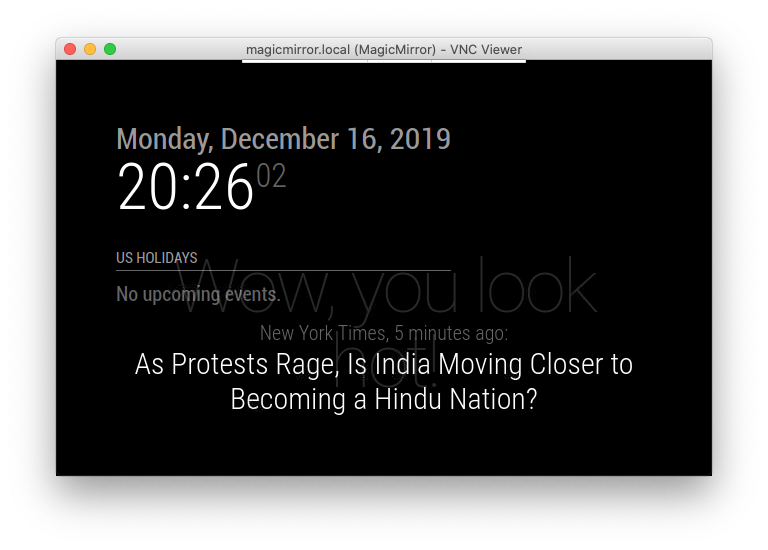 magicmirror.local (MagicMirror) - VNC Viewer
Monday, December 16, 2019
20:26 02
US HOLIDAYS
Wow, you look
No upcoming events.
New York Times, 5 minutes ago:
hot!
As Protests Rage, Is India Moving Closer to
Becoming a Hindu Nation?